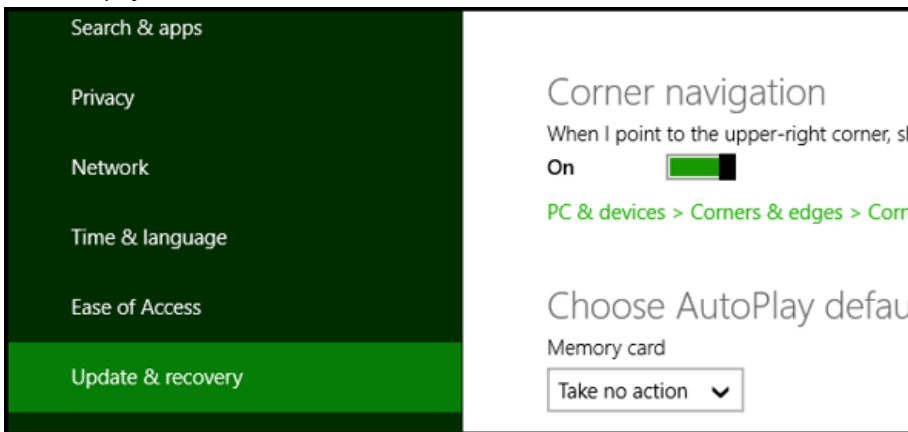 Search & apps
Privacy
Network
Time & language
Ease of Access
Update & recovery
Corner navigation
When I point to the upper-right corner,
On
PC & devices > Corners & edges >
Choose AutoPlay
Memory card
Take no action